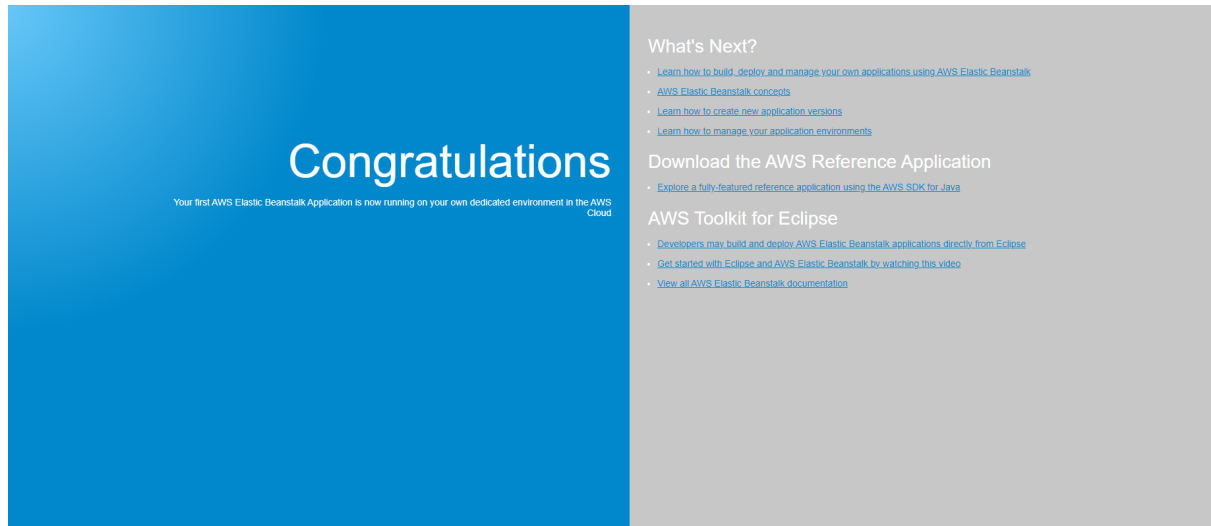 Congratulations
Your first AWS Elastic Beanstalk Application is now running on your own dedicated environment in the AWS
Cloud
What's Next?
Learn how to build, deploy and manage your own applications using AWS Elastic Beanstalk
AWS Elastic Beanstalk concepts
Learn how to create new application versions
Learn how to manage your application environments
Download the AWS Reference Application
Explore a fully-featured reference application using the AWS SDK for Java
AWS Toolkit for Eclipse
Developers may build and deploy AWS Elastic Beanstalk applications directly from Eclipse
Get started with Eclipse and AWS Elastic Beanstalk by watching this video
View all AWS Elastic Beanstalk documentation